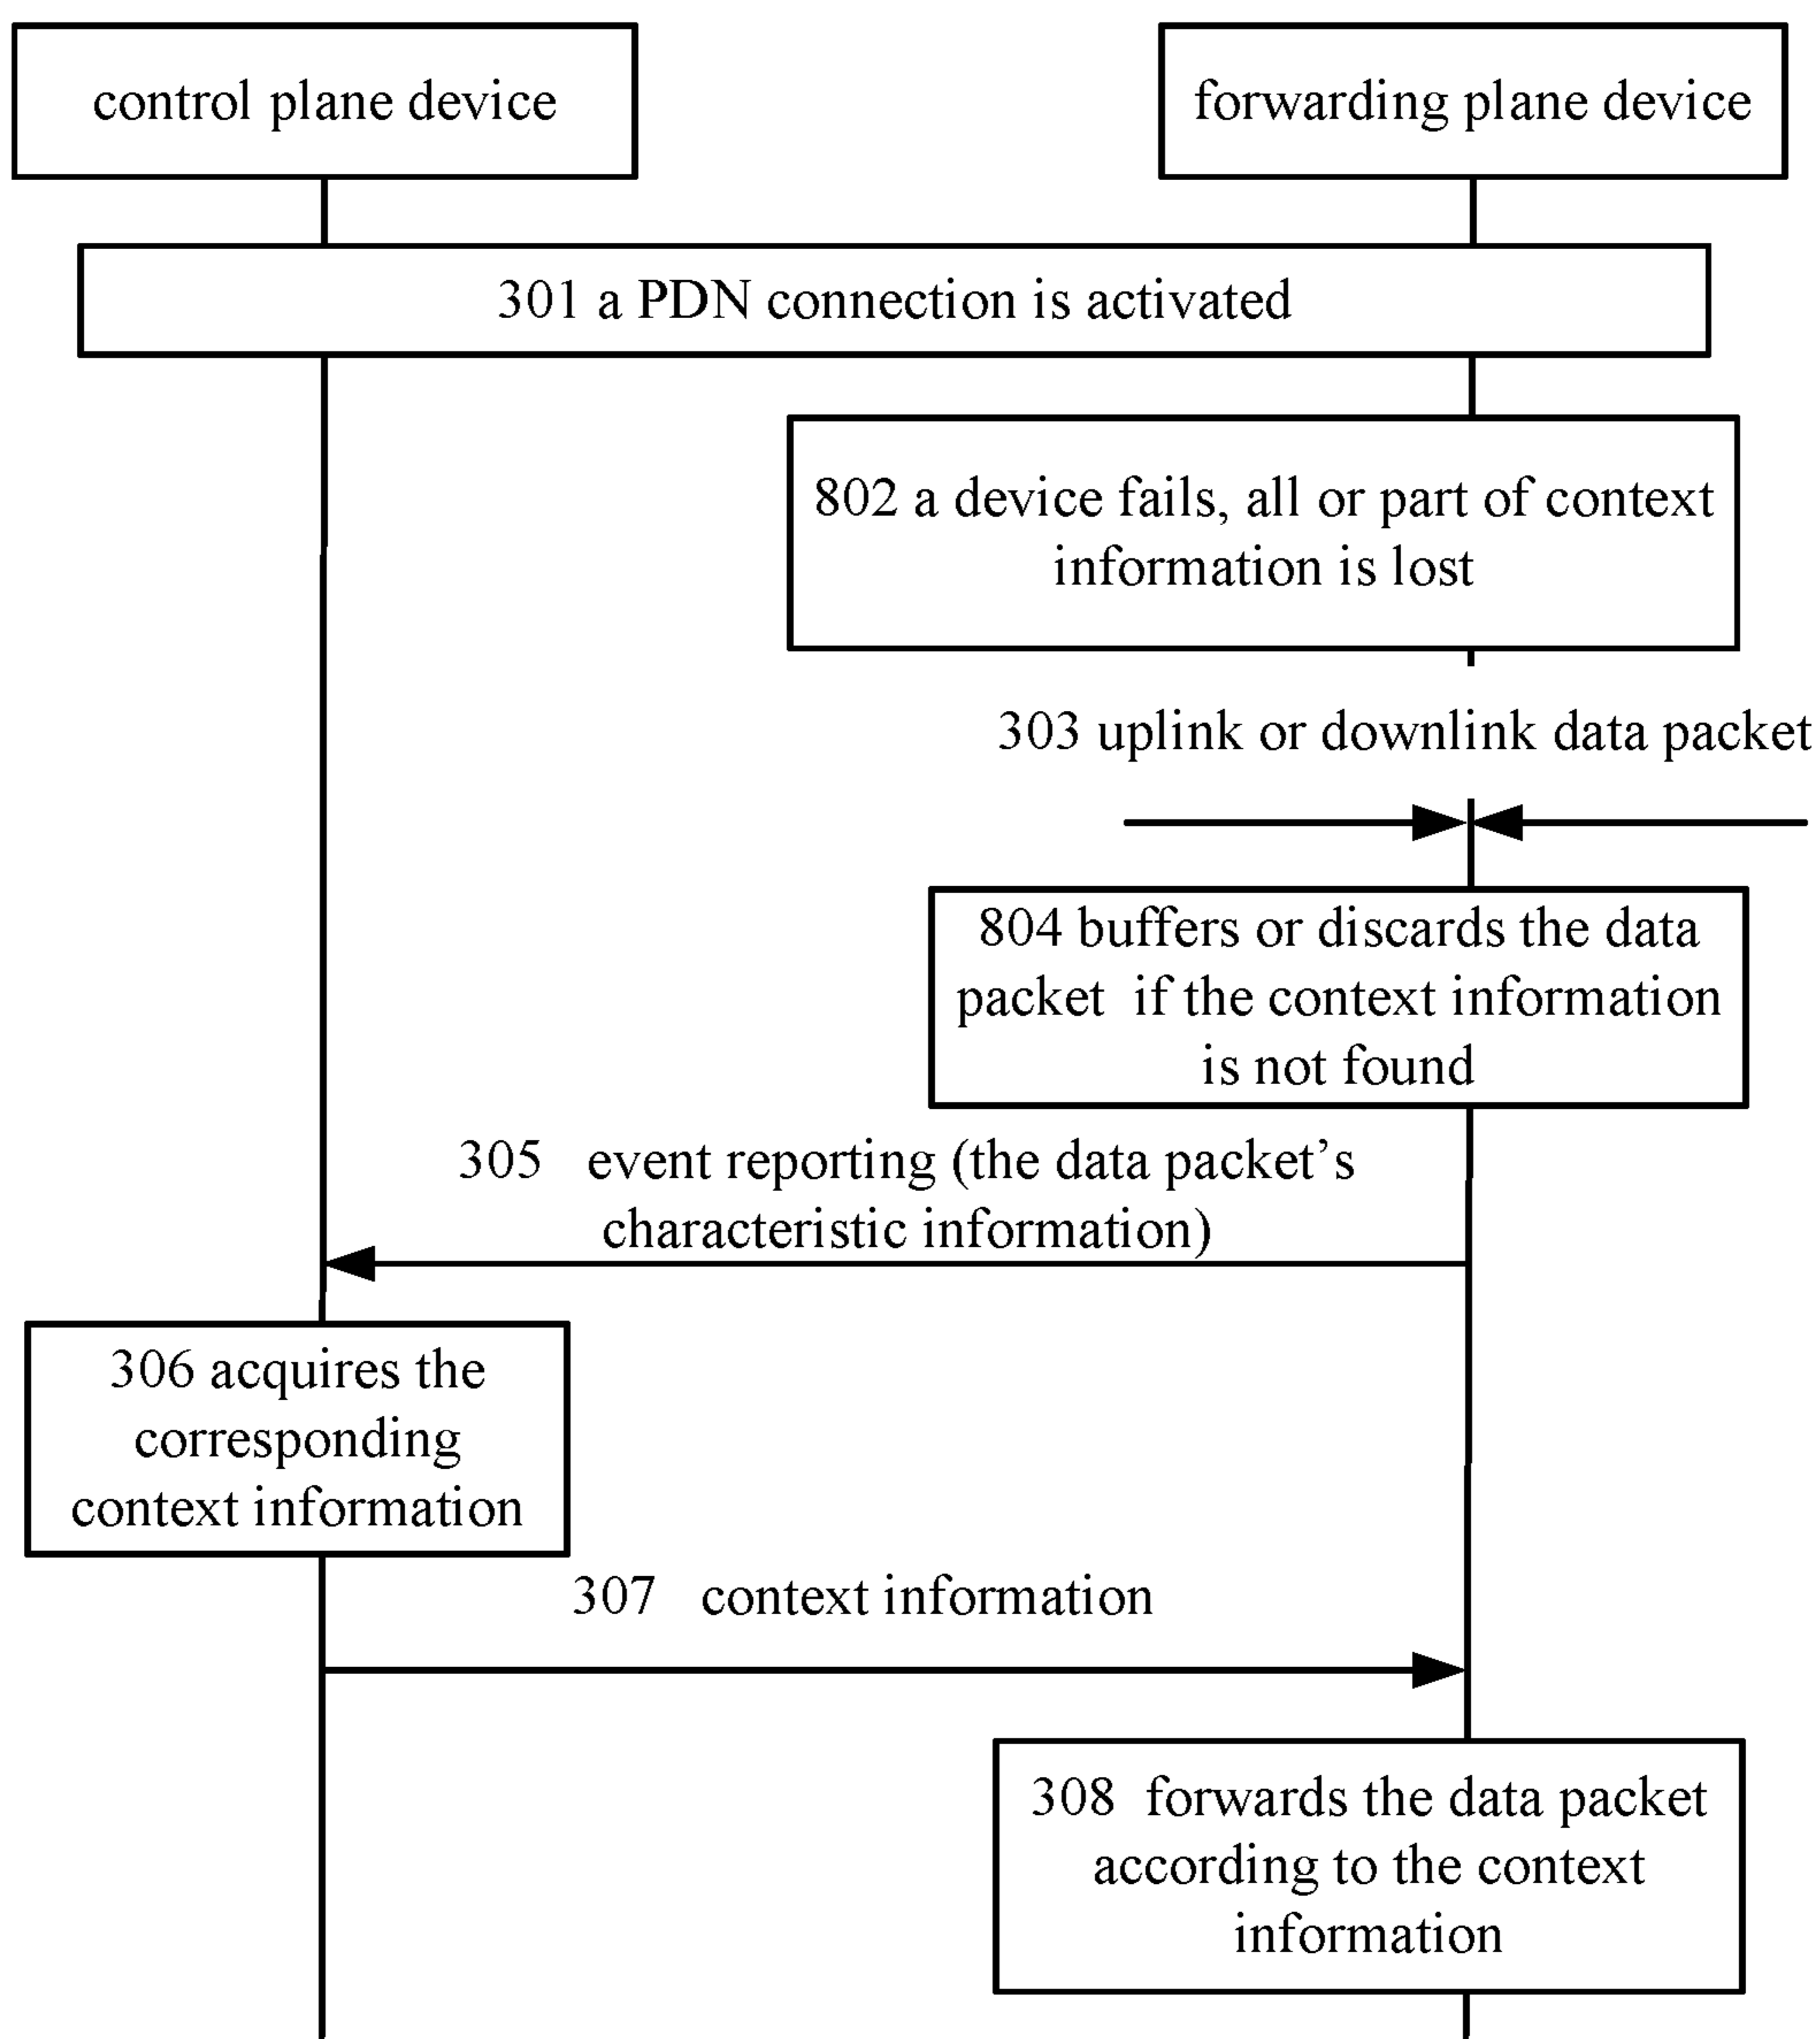 control plane device
forwarding plane device
301 a PDN connection is activated
802 a device fails, all or part of context
information is lost
303 uplink or downlink data packet
804 buffers or discards the data
packet if the context information
is not found
305 event reporting (the data packet’s
characteristic information)
306 acquires the
corresponding
context information
307 context information
308 forwards the data packet
according to the context
information